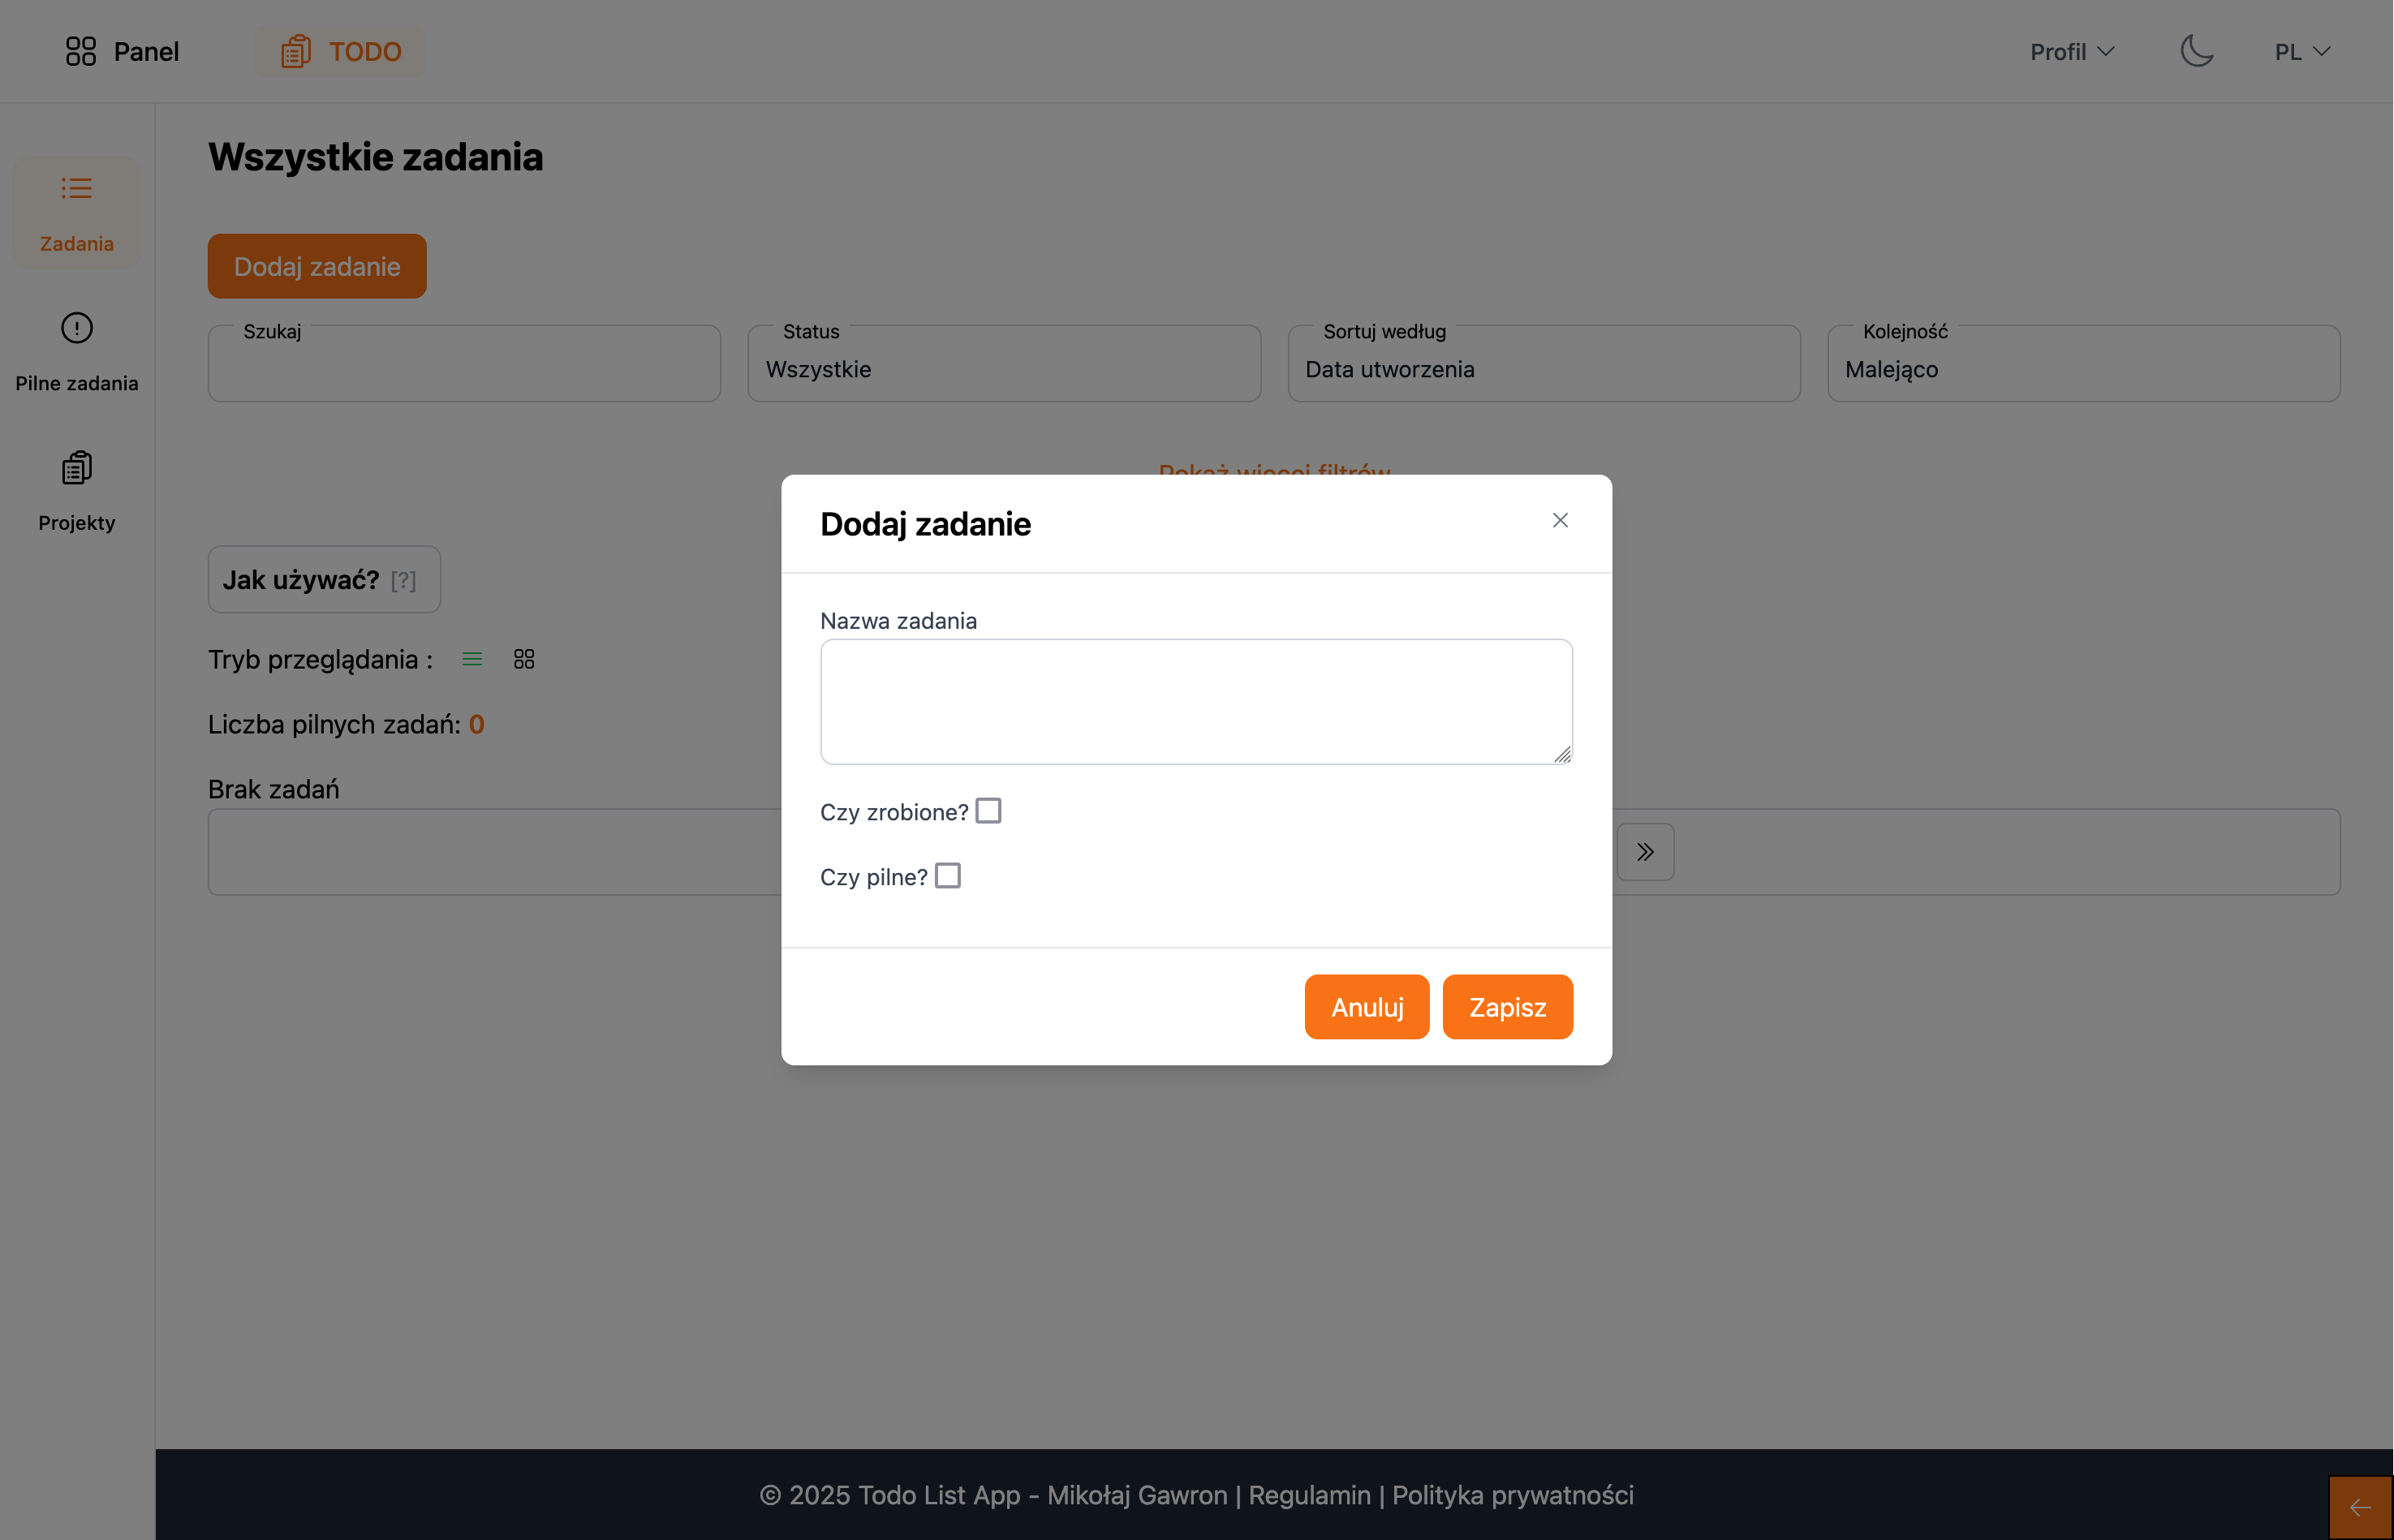 Panel
TODO
Profil
PL
Wszystkie zadania
Zadania
Dodaj zadanie
Szukaj
Status
Wszystkie
Sortuj według
Data utworzenia
Kolejność
Malejąco
Pilne zadania
Pokaż więcej filtrów
Projekty
Jak używać? [?]
Tryb przeglądania :
Liczba pilnych zadań: 0
Brak zadań
Dodaj zadanie
Nazwa zadania
Czy zrobione?
Czy pilne?
Anuluj
Zapisz
© 2025 Todo List App - Mikołaj Gawron | Regulamin | Polityka prywatności